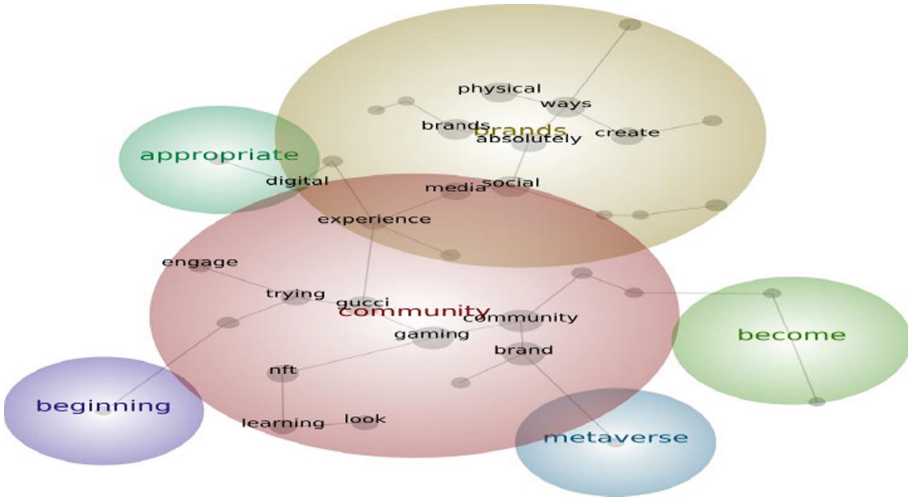 physical
ways
brands
brands
absolutely
create
appropriate
digital
media
social
experience
engage
trying
gucci
community
community
gaming
brand
become
nft
beginning
learning
look
metaverse